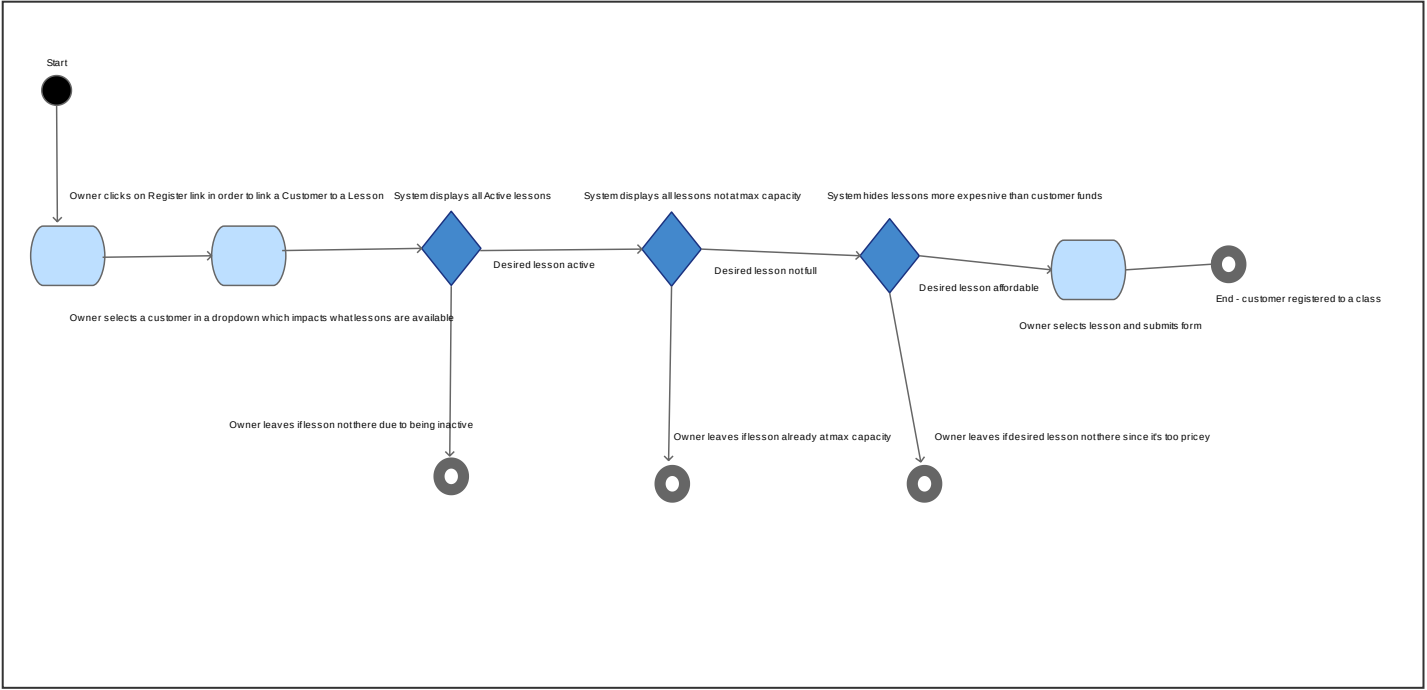 Start
Owner clicks on Register link in order to link a Customer to a Lesson
System displays all Active lessons
System displays all lessons not at max capacity
System hides lessons more expesnive than customer funds
Desired lesson active
Desired lesson not full
Desired lesson affordable
End - customer registered to a class
Owner selects a customer in a dropdown which impacts what lessons are available
Owner selects lesson and submits form
Owner leaves if lesson not there due to being inactive
Owner leaves if lesson already at max capacity
Owner leaves if desired lesson not there since it's too pricey